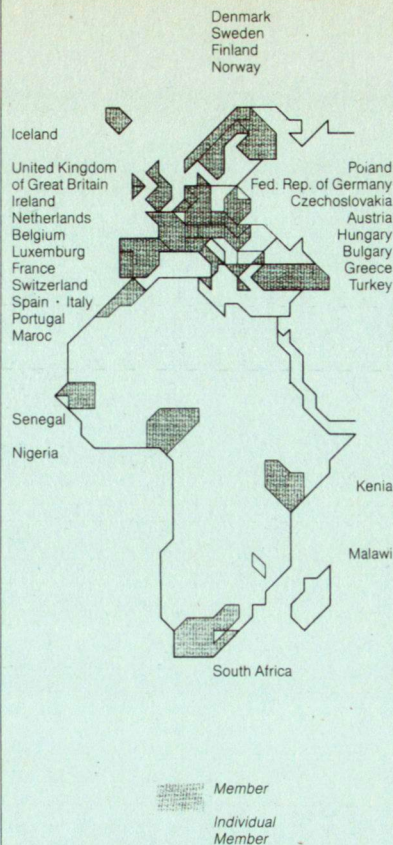 Denmark
Sweden
Finland
Norway
Iceland
United Kingdom
of Great Britain
Ireland
Netherlands
Belgium
Luxemburg
France
Switzerland
Spain · Italy
Portugal
Maroc
Poland
Fed. Rep. of Germany
Czechoslovakia
Austria
Hungary
Bulgary
Greece
Turkey
Senegal
Nigeria
Kenia
Malawi
South Africa
Member
Individual
Member